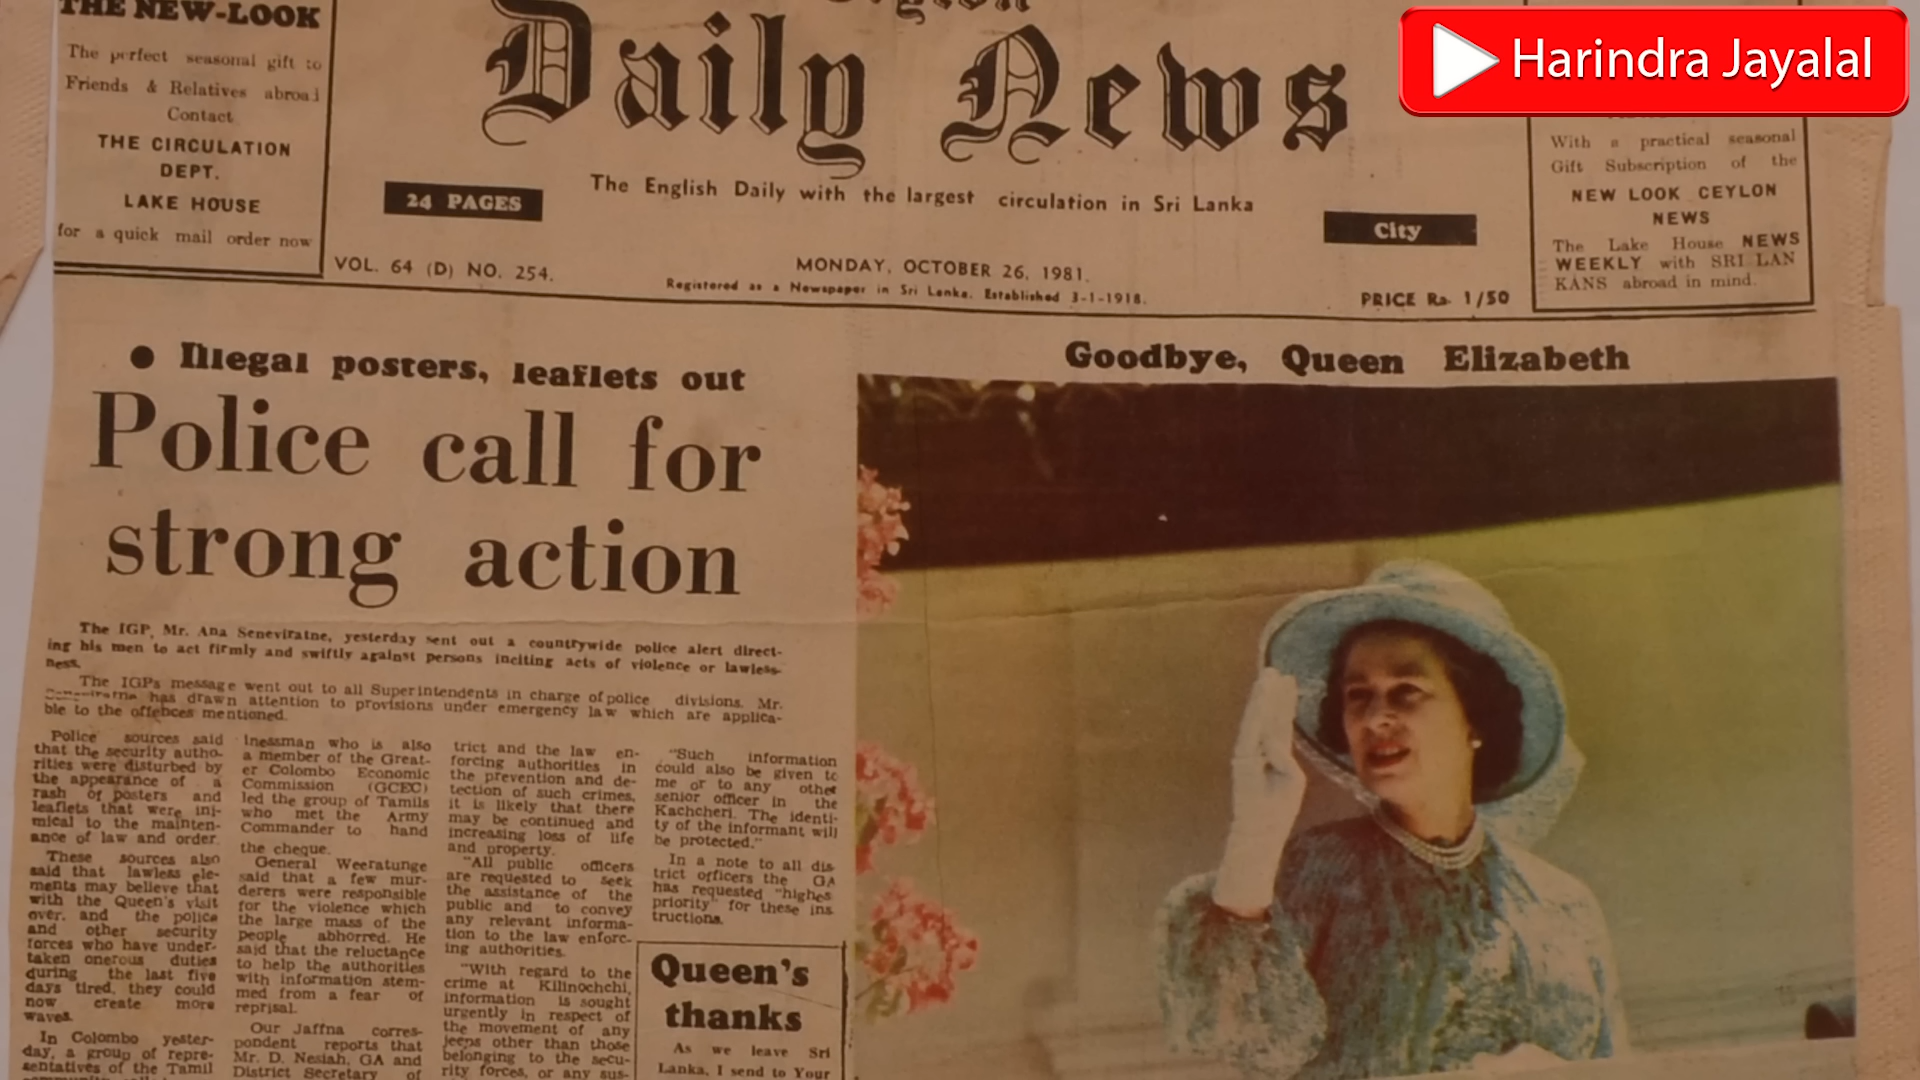 THE NEW-LOOK
The perfect seasonal gift to
Friends & Relatives abroad
Contact
THE CIRCULATION
DEPT.
LAKE HOUSE
for a quick mail order now
Daily News
24 PAGES
The English Daily with the largest circulation in Sri Lanka
City
VOL. 64 (D) NO. 254.
MONDAY, OCTOBER 26, 1981.
Registered as a Newspaper in Sri Lanka. Established 3-1-1918.
PRICE Rs. 1/50
Harindra Jayalal
With a practical seasonal
Gift Subscription of the
NEW LOOK CEYLON
NEWS
The Lake House NEWS
WEEKLY with SRI LAN
KANS abroad in mind.
● Illegal posters, leaflets out
Police call for
strong action
The IGP, Mr. Ana Seneviratne, yesterday sent out a countrywide police alert direct-
ing his men to act firmly and swiftly against persons inciting acts of violence or lawless-
ness.
The IGPs message went out to all Superintendents in charge of police divisions. Mr.
has drawn attention to provisions under emergency law which are applica-
ble to the offences mentioned.
Police sources said
that the security autho-
rities were disturbed by
the appearance of a
rash of posters and
leaflets that were ini-
mical to the mainten-
ance of law and order.
These sources also
said that lawless ele-
ments may believe that
with the Queen's visit
over, and the police
and other security
forces who have under-
taken onerous duties
during the last five
days tired, they could
now create more
waves.
In Colombo yester-
day, a group of repre-
sentatives of the Tamil
inessman who is also
a member of the Great-
er Colombo Economic
Commission (GCEC)
led the group of Tamils
who met the Army
Commander to hand
the cheque.
General Weeratunge
said that a few mur-
derers were responsible
for the violence which
the large mass of the
people abhorred. He
said that the reluctance
to help the authorities
with information stem-
med from a fear of
reprisal.
Our Jaffna corres-
pondent reports that
Mr. D. Nesiah, GA and
District Secretary of
trict and the law en-
forcing authorities in
the prevention and de-
tection of such crimes,
it is likely that there
may be continued and
increasing loss of life
and property.
"All public officers
are requested to seek
the assistance of the
public and to convey
any relevant informa-
tion to the law enforc-
ing authorities.
"With regard to the
crime at Kilinochchi,
information is sought
urgently in respect of
the movement of any
jeeps other than those
belonging to the secu-
rity forces, or any sus-
"Such information
could also be given to
me or to any other
senior officer in the
Kachcheri. The identi-
ty of the informant will
be protected."
In a note to all dis
trict officers the GA
has requested "highes
priority" for these ins
tructions.
Queen's
thanks
As we leave Sri
Lanka, I send to Your
Goodbye, Queen Elizabeth